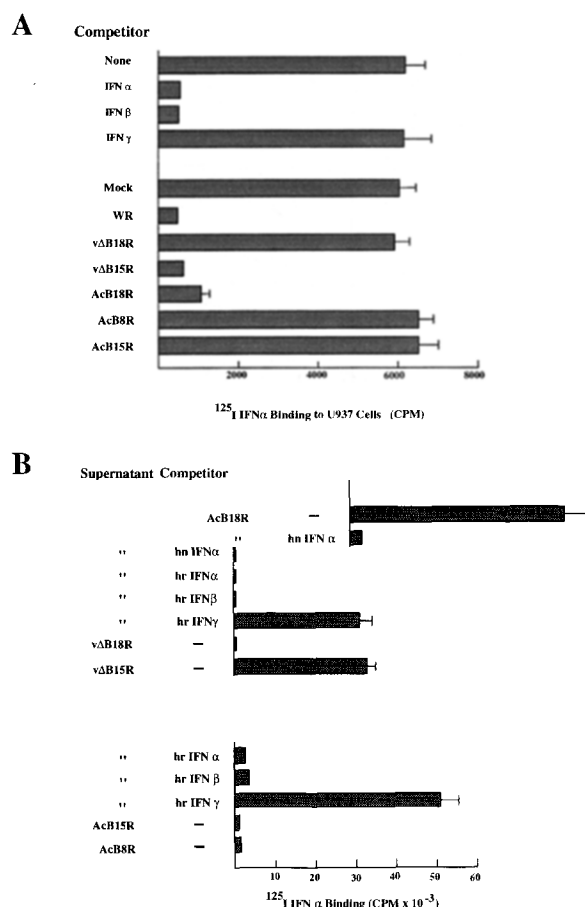 A
Competitor
None
IFN α
IFN β
IFN γ
Mock
WR
vΔB18R
vΔB15R
AcB18R
AcB8R
AcB15R
2000 4000 6000 8000
125I IFNα Binding to U937 Cells (CPM)
B
Supernatant Competitor
AcB18R –
" hn IFN α
" hn IFNα
" hr IFNα
" hr IFNβ
" hr IFNγ
vΔB18R –
vΔB15R –
" hr IFN α
" hr IFN β
" hr IFN γ
AcB15R –
AcB8R –
10 20 30 40 50 60
125I IFN α Binding (CPM x 10-3)